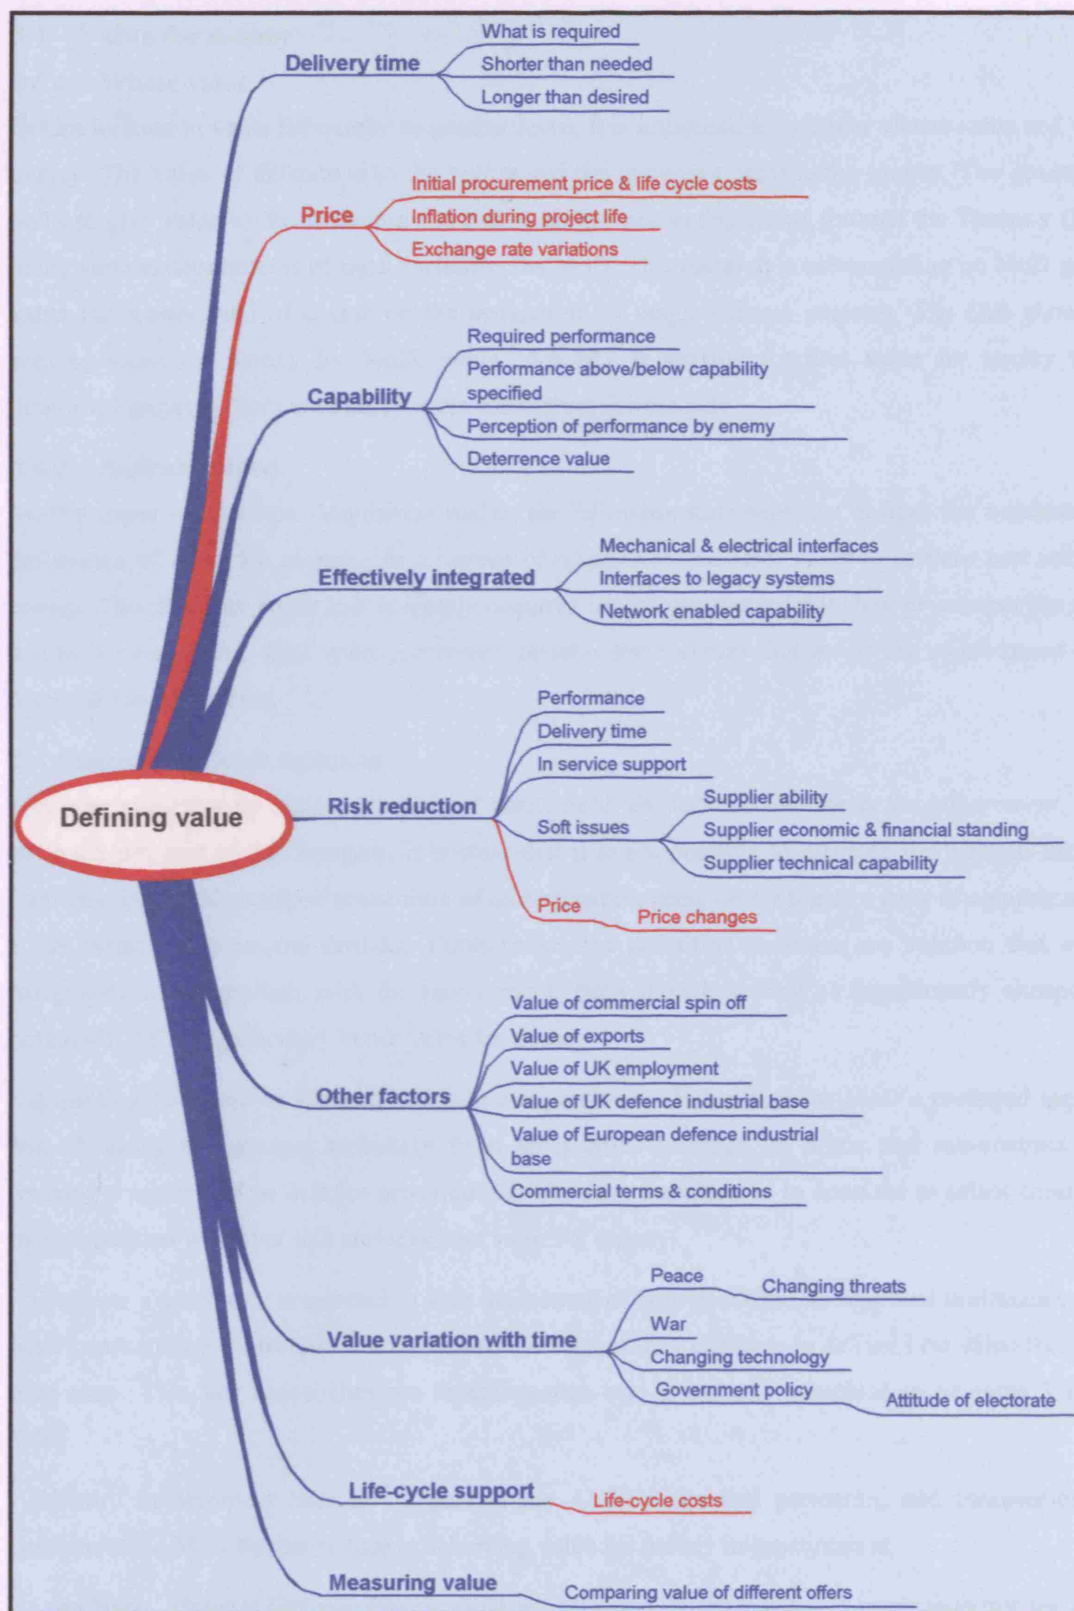 Delivery time
What is required
Shorter than needed
Longer than desired
Price
Initial procurement price & life cycle costs
Inflation during project life
Exchange rate variations
Capability
Required performance
Performance above/below capability
specified
Perception of performance by enemy
Deterrence value
Effectively integrated
Mechanical & electrical interfaces
Interfaces to legacy systems
Network enabled capability
Defining value
Risk reduction
Performance
Delivery time
In service support
Soft issues
Supplier ability
Supplier economic & financial standing
Supplier technical capability
Price
Price changes
Other factors
Value of commercial spin off
Value of exports
Value of UK employment
Value of UK defence industrial base
Value of European defence industrial
base
Commercial terms & conditions
Value variation with time
Peace
Changing threats
War
Changing technology
Government policy
Attitude of electorate
Life-cycle support
Life-cycle costs
Measuring value
Comparing value of different offers